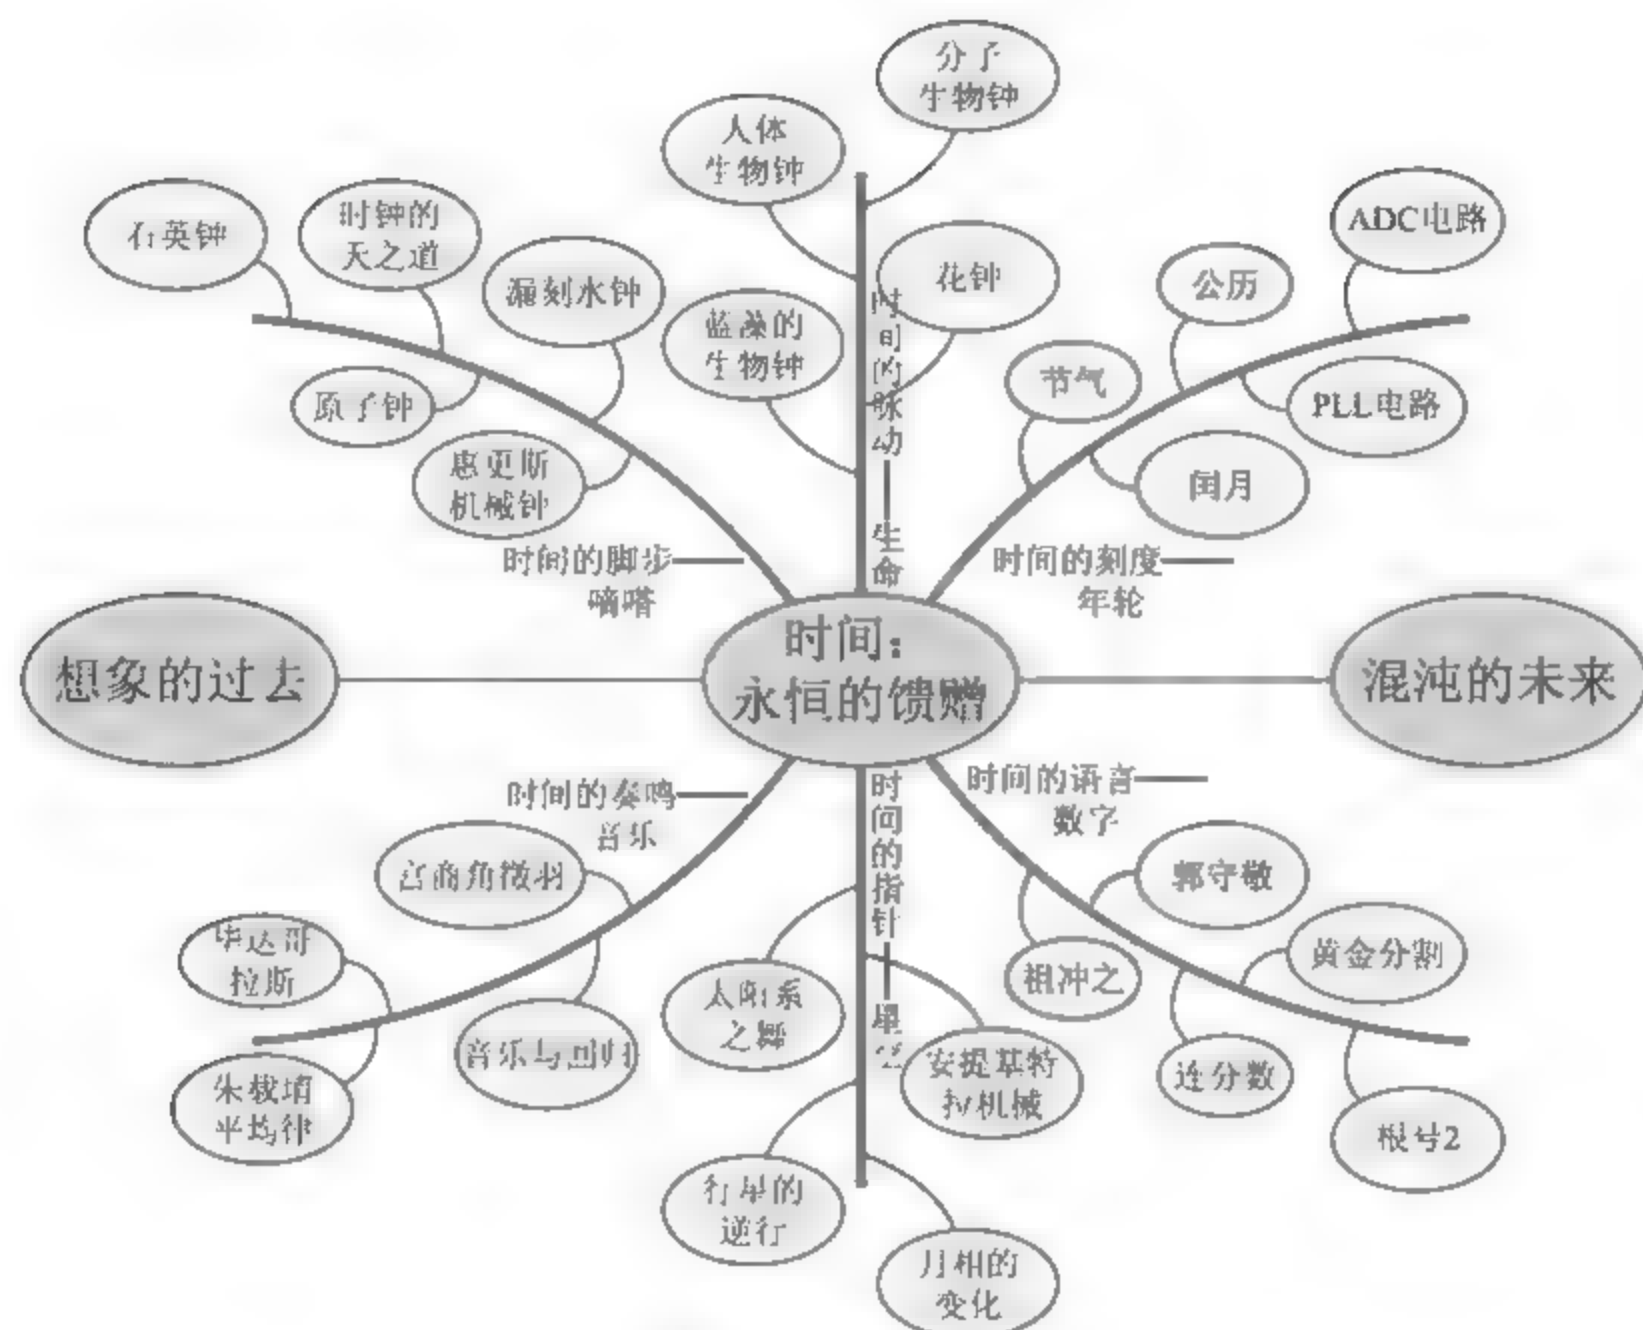 分子
生物钟
人体
生物钟
石英钟
时钟的
天之道
漏刻水钟
花钟
蓝藻的
生物钟
ADC电路
公历
节气
PLL电路
原子钟
惠更斯
机械钟
闰月
时间的脚步——
嘀嗒
时间的脉动——生命
时间的刻度——
年轮
想象的过去
时间:
永恒的馈赠
混沌的未来
时间的奏鸣——
音乐
时间的指针——星空
时间的语言——
数字
宫商角徵羽
郭守敬
毕达哥
拉斯
黄金分割
太阳系
之舞
祖冲之
音乐与回归
安提基特
拉机械
连分数
朱载堉
平均律
根号2
行星的
逆行
月相的
变化